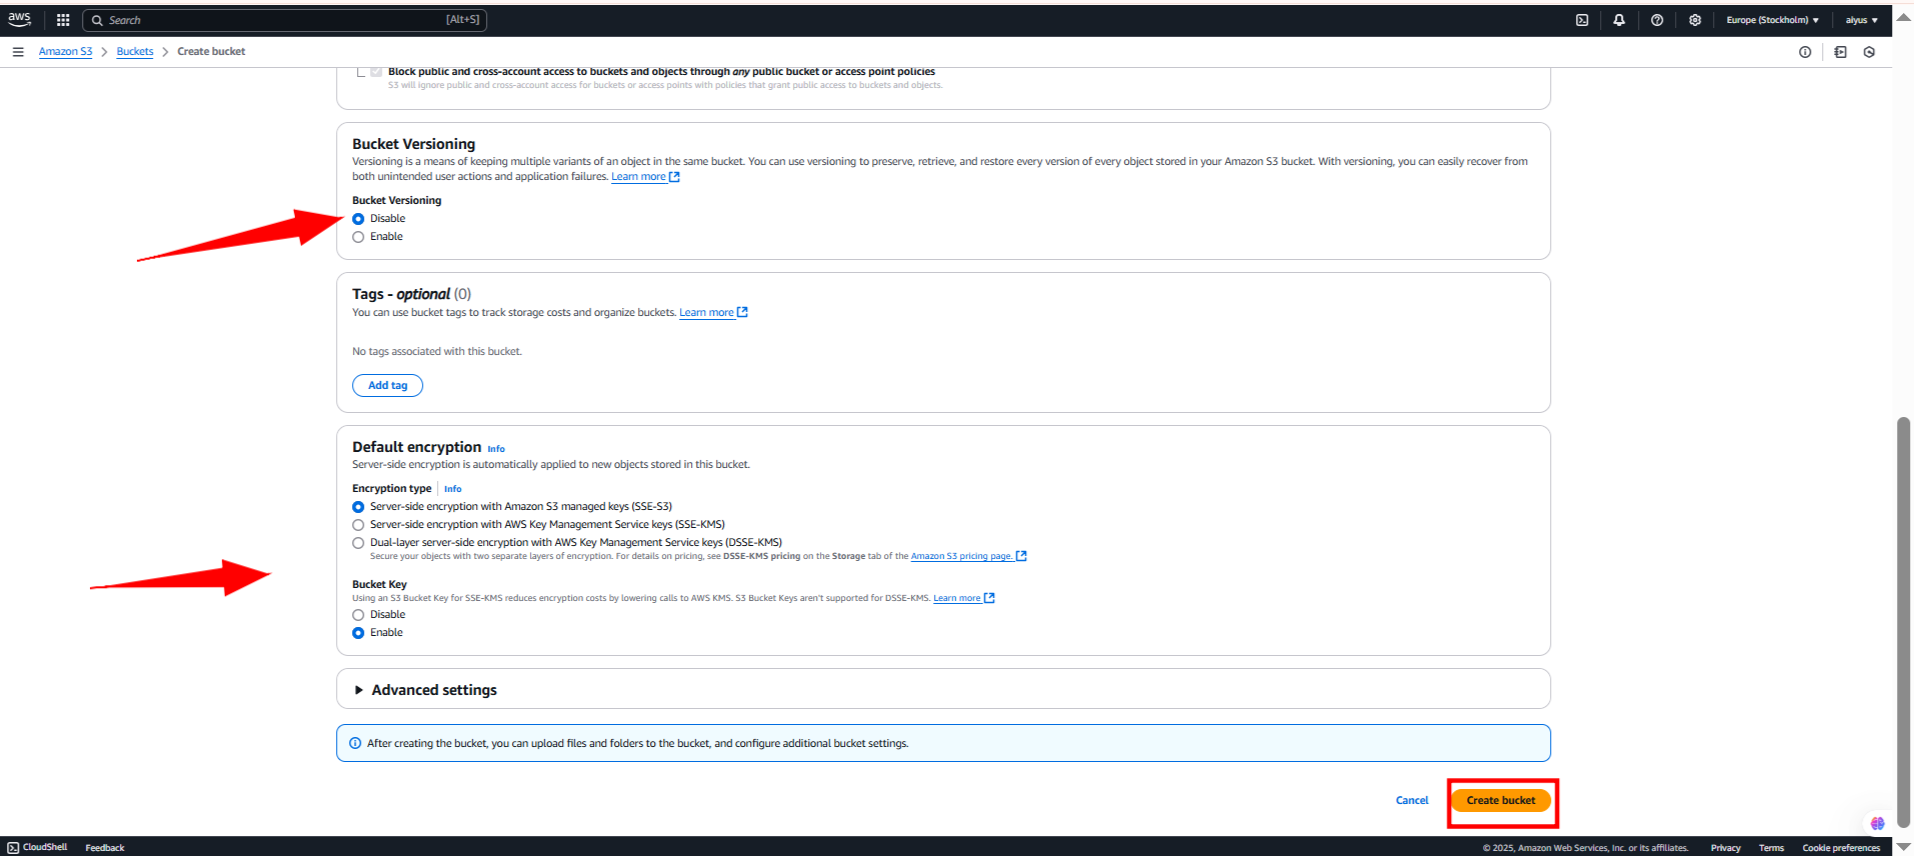 aws
Search
[Alt+S]
Europe (Stockholm) ▼
alyus ▼
Amazon S3 > Buckets > Create bucket
Block public and cross-account access to buckets and objects through any public bucket or access point policies
S3 will ignore public and cross-account access for buckets or access points with policies that grant public access to buckets and objects.
Bucket Versioning
Versioning is a means of keeping multiple variants of an object in the same bucket. You can use versioning to preserve, retrieve, and restore every version of every object stored in your Amazon S3 bucket. With versioning, you can easily recover from
both unintended user actions and application failures. Learn more
Bucket Versioning
Disable
Enable
Tags - optional (0)
You can use bucket tags to track storage costs and organize buckets. Learn more
No tags associated with this bucket.
Add tag
Default encryption Info
Server-side encryption is automatically applied to new objects stored in this bucket.
Encryption type | Info
Server-side encryption with Amazon S3 managed keys (SSE-S3)
Server-side encryption with AWS Key Management Service keys (SSE-KMS)
Dual-layer server-side encryption with AWS Key Management Service keys (DSSE-KMS)
Secure your objects with two separate layers of encryption. For details on pricing, see DSSE-KMS pricing on the Storage tab of the Amazon S3 pricing page.
Bucket Key
Using an S3 Bucket Key for SSE-KMS reduces encryption costs by lowering calls to AWS KMS. S3 Bucket Keys aren't supported for DSSE-KMS. Learn more
Disable
Enable
Advanced settings
After creating the bucket, you can upload files and folders to the bucket, and configure additional bucket settings.
Cancel
Create bucket
CloudShell
Feedback
© 2025, Amazon Web Services, Inc. or its affiliates.
Privacy
Terms
Cookie preferences